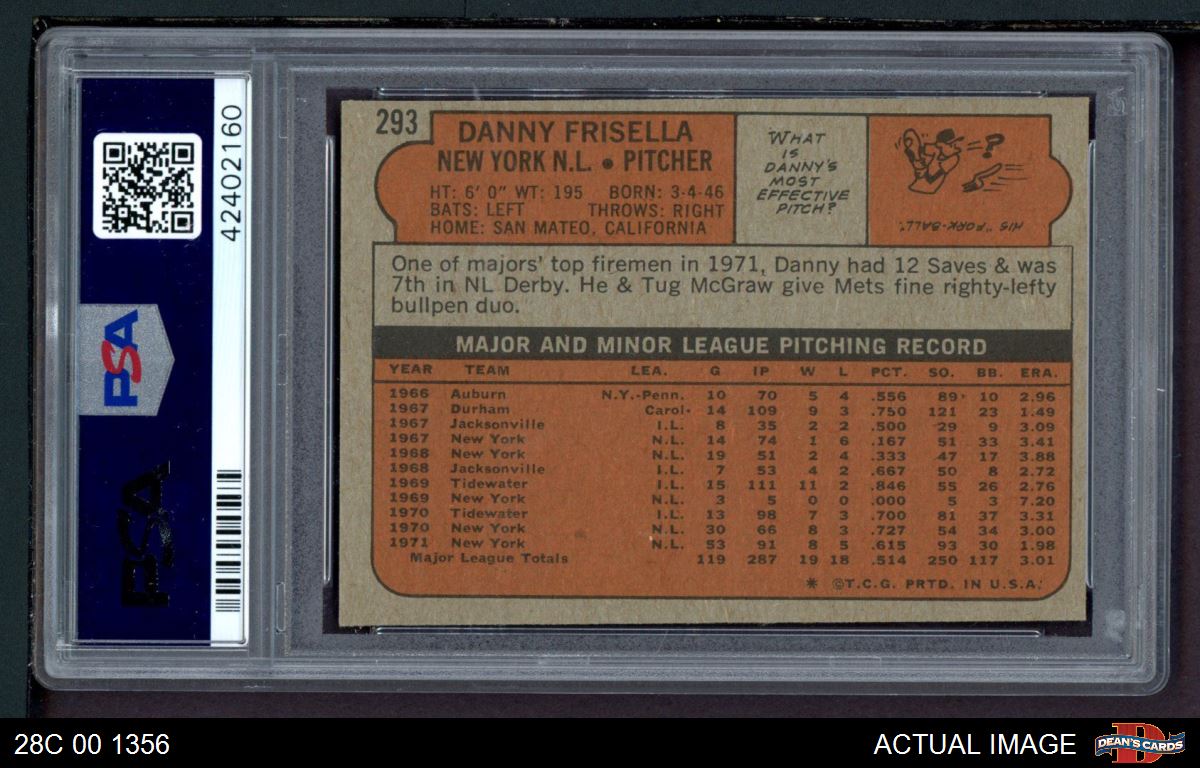 42402160
PSA
PSA
293
DANNY FRISELLA
NEW YORK N.L. • PITCHER
HT: 6' 0" WT: 195 BORN: 3-4-46
BATS: LEFT THROWS: RIGHT
HOME: SAN MATEO, CALIFORNIA
WHAT
IS
DANNY'S
MOST
EFFECTIVE
PITCH?
?
HIS "FORK-BALL".
One of majors' top firemen in 1971, Danny had 12 Saves & was
7th in NL Derby. He & Tug McGraw give Mets fine righty-lefty
bullpen duo.
MAJOR AND MINOR LEAGUE PITCHING RECORD
YEAR TEAM LEA. G IP W L PCT. SO. BB. ERA.
1966 Auburn N.Y.-Penn. 10 70 5 4 .556 89 10 2.96
1967 Durham Carol. 14 109 9 3 .750 121 23 1.49
1967 Jacksonville I.L. 8 35 2 2 .500 29 9 3.09
1967 New York N.L. 14 74 1 6 .167 51 33 3.41
1968 New York N.L. 19 51 2 4 .333 47 17 3.88
1968 Jacksonville I.L. 7 53 4 2 .667 50 8 2.72
1969 Tidewater I.L. 15 111 11 2 .846 55 26 2.76
1969 New York N.L. 3 5 0 0 .000 5 3 7.20
1970 Tidewater I.L. 13 98 7 3 .700 81 37 3.31
1970 New York N.L. 30 66 8 3 .727 54 34 3.00
1971 New York N.L. 53 91 8 5 .615 93 30 1.98
Major League Totals 119 287 19 18 .514 250 117 3.01
* ©T.C.G. PRTD. IN U.S.A.
28C 00 1356
ACTUAL IMAGE
D
DEAN'S CARDS